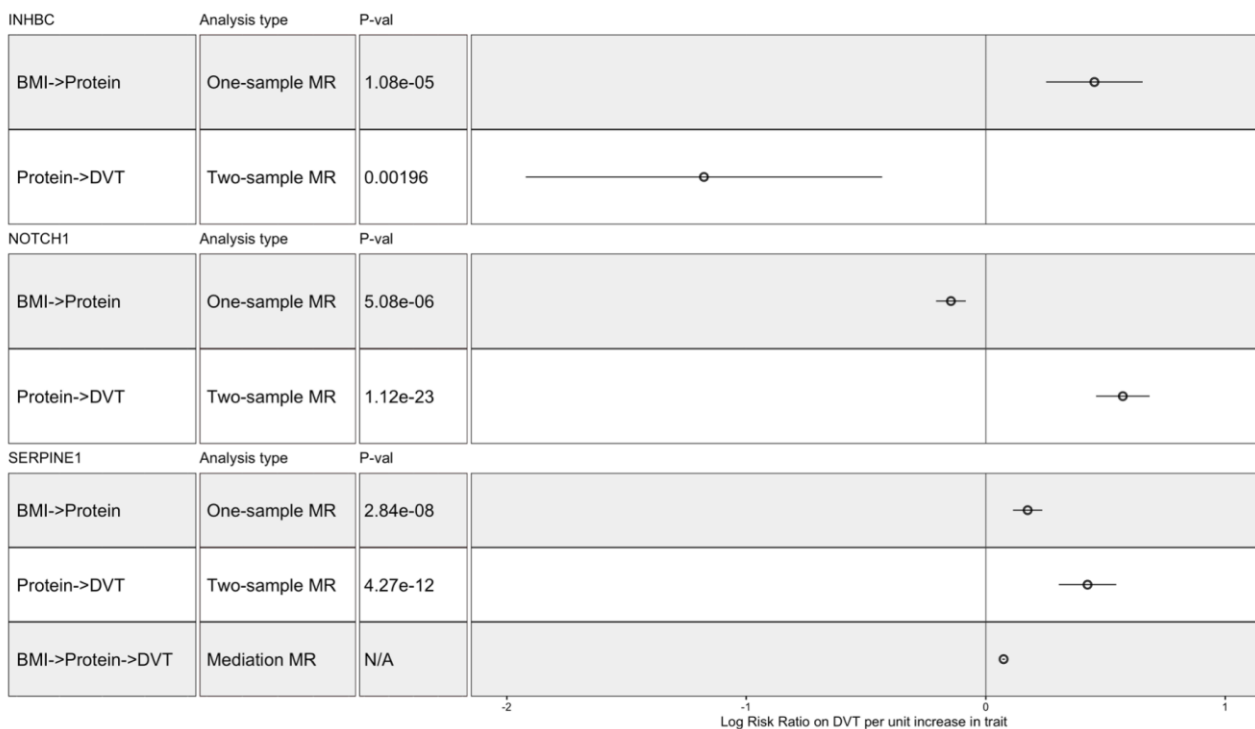 INHBC Analysis type P-val
BMI->Protein One-sample MR 1.08e-05
Protein->DVT Two-sample MR 0.00196
NOTCH1 Analysis type P-val
BMI->Protein One-sample MR 5.08e-06
Protein->DVT Two-sample MR 1.12e-23
SERPINE1 Analysis type P-val
BMI->Protein One-sample MR 2.84e-08
Protein->DVT Two-sample MR 4.27e-12
BMI->Protein->DVT Mediation MR N/A
-2 -1 0 1
Log Risk Ratio on DVT per unit increase in trait